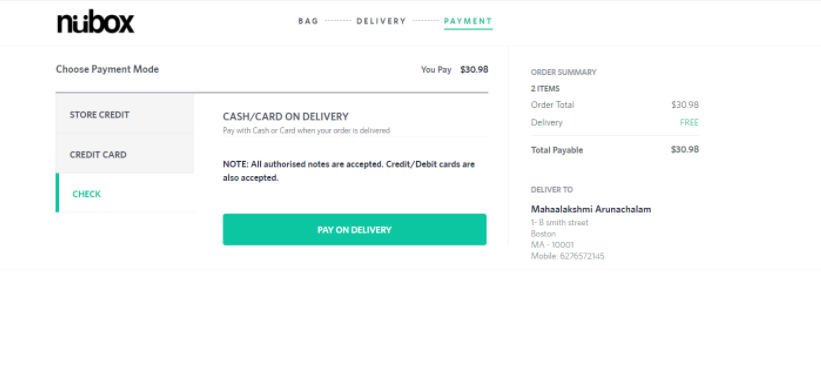 nübox
BAG DELIVERY PAYMENT
Choose Payment Mode
You Pay $30.98
STORE CREDIT
CREDIT CARD
CHECK
CASH/CARD ON DELIVERY
Pay with Cash or Card when your order is delivered
NOTE: All authorised notes are accepted. Credit/Debit cards are
also accepted.
PAY ON DELIVERY
ORDER SUMMARY
2 ITEMS
Order Total $30.98
Delivery FREE
Total Payable $30.98
DELIVER TO
Mahaalakshmi Arunachalam
1- B smith street
Boston
MA - 10001
Mobile: 6276572145